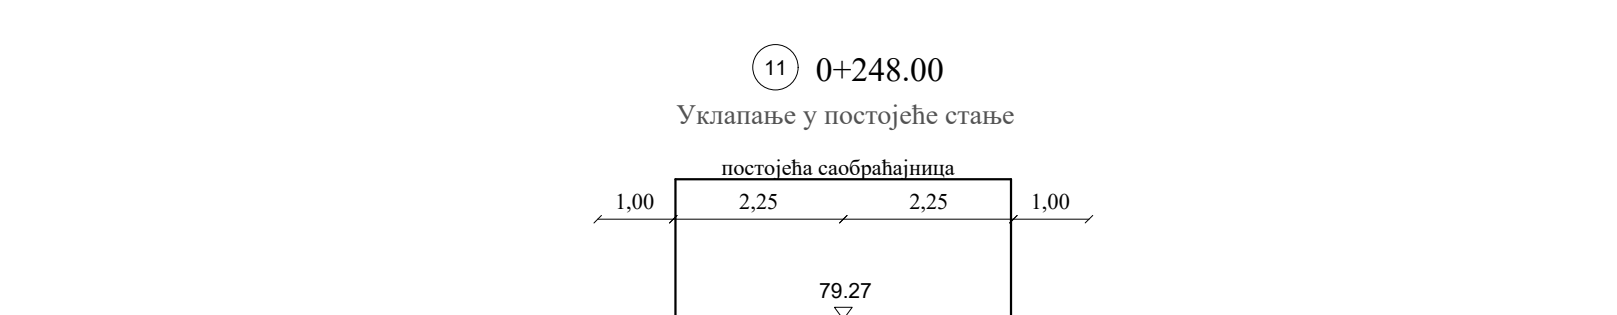 11 0+248.00
Уклапање у постојеће стање
постојећа саобраћајница
1,00 2,25 2,25 1,00
79.27